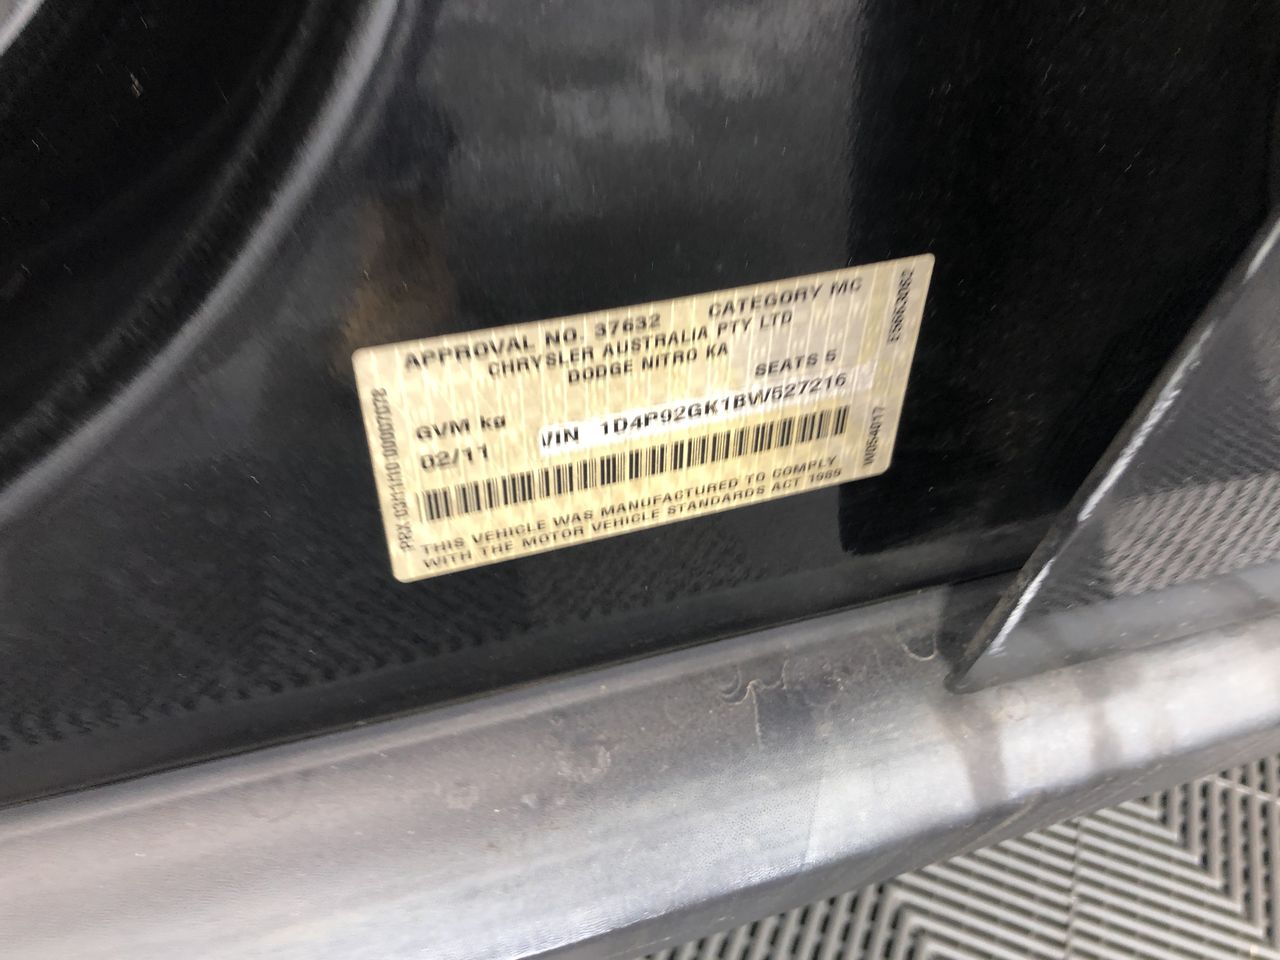 APPROVAL NO. 37632 CATEGORY MC
CHRYSLER AUSTRALIA PTY LTD
DODGE NITRO KA
SEATS 5
GVM kg
02/11
VIN 1D4P92GK1BW527216
THIS VEHICLE WAS MANUFACTURED TO COMPLY
WITH THE MOTOR VEHICLE STANDARDS ACT 1989